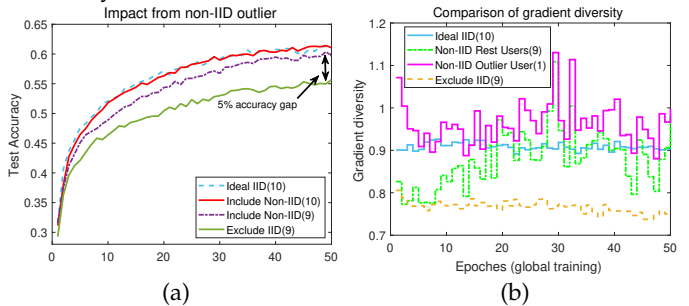 Impact from non-IID outlier
Test Accuracy
0.65
0.6
0.55
0.5
0.45
0.4
0.35
0.3
5% accuracy gap
Ideal IID(10)
Include Non-IID(10)
Include Non-IID(9)
Exclude IID(9)
0 10 20 30 40 50
(a)
Comparison of gradient diversity
Gradient diversity
1.2
1.1
1
0.9
0.8
0.7
Ideal IID(10)
Non-IID Rest Users(9)
Non-IID Outlier User(1)
Exclude IID(9)
0 10 20 30 40 50
Epoches (global training)
(b)